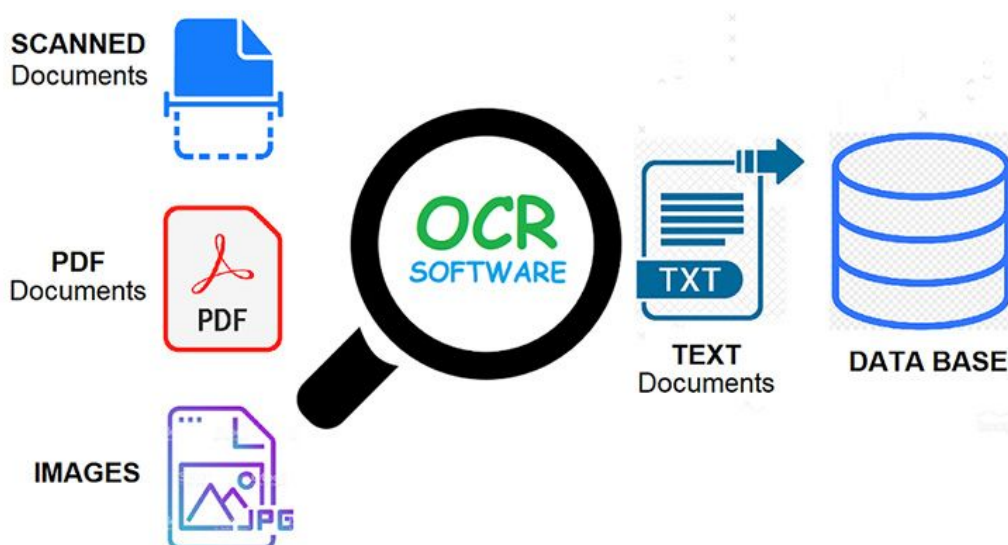 SCANNED
Documents
PDF
Documents
PDF
IMAGES
JPG
OCR
SOFTWARE
TXT
TEXT
Documents
DATA BASE